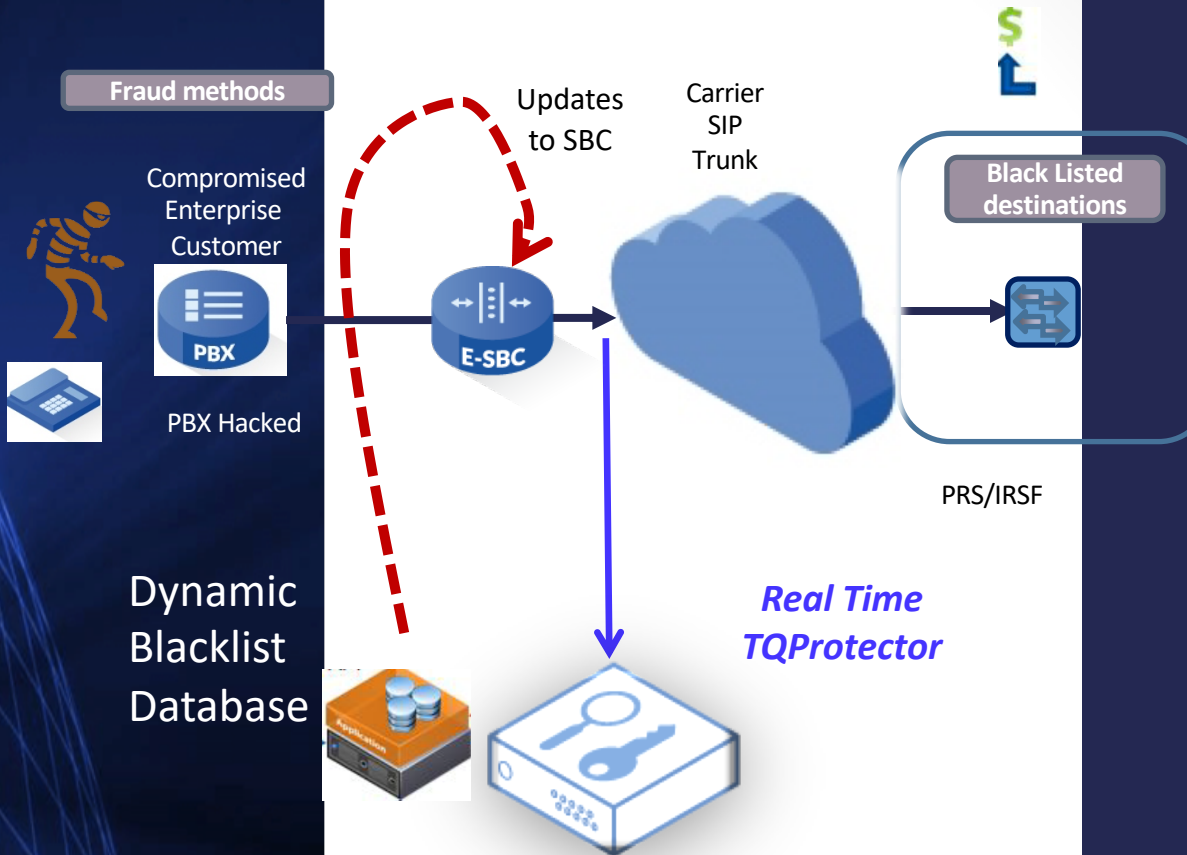 $
Fraud methods
Updates
to SBC
Carrier
SIP
Trunk
Black Listed
destinations
Compromised
Enterprise
Customer
PBX
E-SBC
PBX Hacked
PRS/IRSF
Dynamic
Blacklist
Database
Real Time
TQProtector
Application